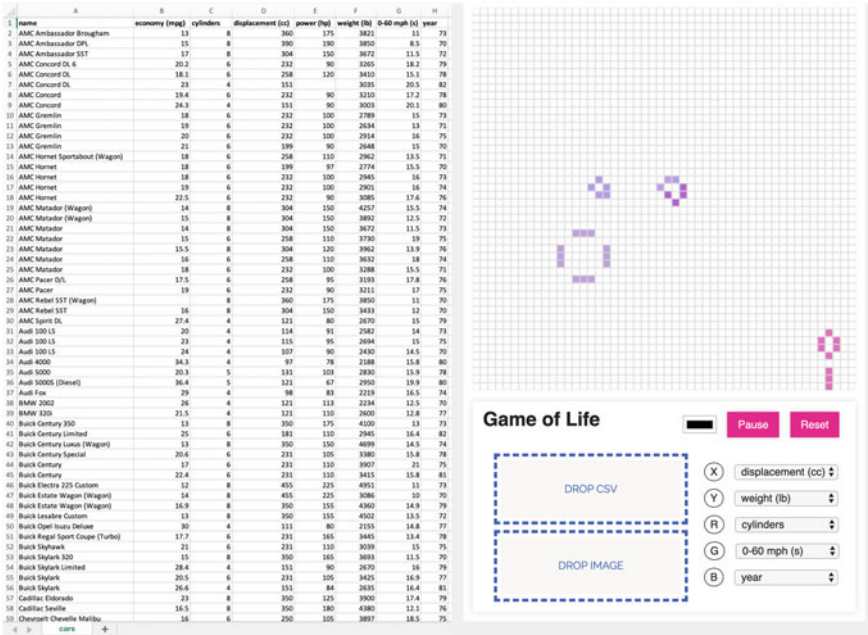 A B C D E F G H
1 name economy (mpg) cylinders displacement (cc) power (hp) weight (lb) 0-60 mph (s) year
2 AMC Ambassador Brougham 13 8 360 175 3821 11 73
3 AMC Ambassador DPL 15 8 390 190 3850 8.5 70
4 AMC Ambassador SST 17 8 304 150 3672 11.5 72
5 AMC Concord DL 6 20.2 6 232 90 3265 18.2 79
6 AMC Concord DL 18.1 6 258 120 3410 15.1 78
7 AMC Concord DL 23 4 151 3035 20.5 82
8 AMC Concord 19.4 6 232 90 3210 17.2 78
9 AMC Concord 24.3 4 151 90 3003 20.1 80
10 AMC Gremlin 18 6 232 100 2789 15 73
11 AMC Gremlin 19 6 232 100 2634 13 71
12 AMC Gremlin 20 6 232 100 2914 16 75
13 AMC Gremlin 21 6 199 90 2648 15 70
14 AMC Hornet Sportabout (Wagon) 18 6 258 110 2962 13.5 71
15 AMC Hornet 18 6 199 97 2774 15.5 70
16 AMC Hornet 18 6 232 100 2945 16 73
17 AMC Hornet 19 6 232 100 2901 16 74
18 AMC Hornet 22.5 6 232 90 3085 17.6 76
19 AMC Matador (Wagon) 14 8 304 150 4257 15.5 74
20 AMC Matador (Wagon) 15 8 304 150 3892 12.5 72
21 AMC Matador 14 8 304 150 3672 11.5 73
22 AMC Matador 15 6 258 110 3730 19 75
23 AMC Matador 15.5 8 304 120 3962 13.9 76
24 AMC Matador 16 6 258 110 3632 18 74
25 AMC Matador 18 6 232 100 3288 15.5 71
26 AMC Pacer D/L 17.5 6 258 95 3193 17.8 76
27 AMC Pacer 19 6 232 90 3211 17 75
28 AMC Rebel SST (Wagon) 8 360 175 3850 11 70
29 AMC Rebel SST 16 8 304 150 3433 12 70
30 AMC Spirit DL 27.4 4 121 80 2670 15 79
31 Audi 100 LS 20 4 114 91 2582 14 73
32 Audi 100 LS 23 4 115 95 2694 15 75
33 Audi 100 LS 24 4 107 90 2430 14.5 70
34 Audi 4000 34.3 4 97 78 2188 15.8 80
35 Audi 5000 20.3 5 131 103 2830 15.9 78
36 Audi 5000S (Diesel) 36.4 5 121 67 2950 19.9 80
37 Audi Fox 29 4 98 83 2219 16.5 74
38 BMW 2002 26 4 121 113 2234 12.5 70
39 BMW 320i 21.5 4 121 110 2600 12.8 77
40 Buick Century 350 13 8 350 175 4100 13 73
41 Buick Century Limited 25 6 181 110 2945 16.4 82
42 Buick Century Luxus (Wagon) 13 8 350 150 4699 14.5 74
43 Buick Century Special 20.6 6 231 105 3380 15.8 78
44 Buick Century 17 6 231 110 3907 21 75
45 Buick Century 22.4 6 231 110 3415 15.8 81
46 Buick Electra 225 Custom 12 8 455 225 4951 11 73
47 Buick Estate Wagon (Wagon) 14 8 455 225 3086 10 70
48 Buick Estate Wagon (Wagon) 16.9 8 350 155 4360 14.9 79
49 Buick Lesabre Custom 13 8 350 155 4502 13.5 72
50 Buick Opel Isuzu Deluxe 30 4 111 80 2155 14.8 77
51 Buick Regal Sport Coupe (Turbo) 17.7 6 231 165 3445 13.4 78
52 Buick Skyhawk 21 6 231 110 3039 15 75
53 Buick Skylark 320 15 8 350 165 3693 11.5 70
54 Buick Skylark Limited 28.4 4 151 90 2670 16 79
55 Buick Skylark 20.5 6 231 105 3425 16.9 77
56 Buick Skylark 26.6 4 151 84 2635 16.4 81
57 Cadillac Eldorado 23 8 350 125 3900 17.4 79
58 Cadillac Seville 16.5 8 350 180 4380 12.1 76
59 Chevroelt Chevelle Malibu 16 6 250 105 3897 18.5 75
cars +
Game of Life Pause Reset
DROP CSV
DROP IMAGE
X displacement (cc)
Y weight (lb)
R cylinders
G 0-60 mph (s)
B year